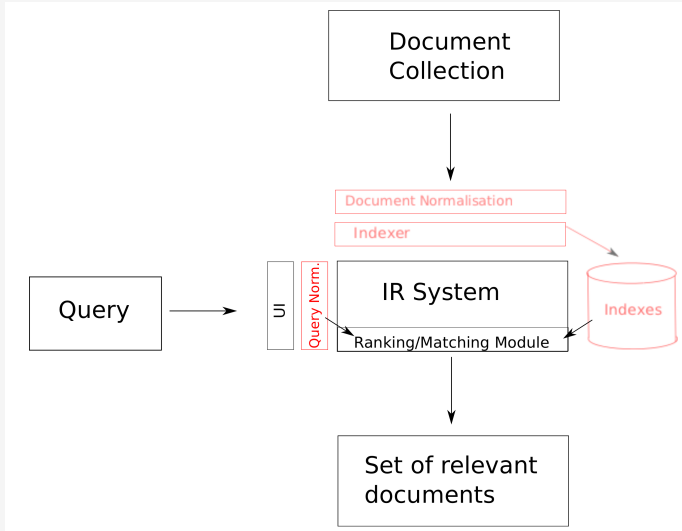 Document
Collection
Document Normalisation
Indexer
Query
UI
Query Norm.
IR System
Ranking/Matching Module
Indexes
Set of relevant
documents